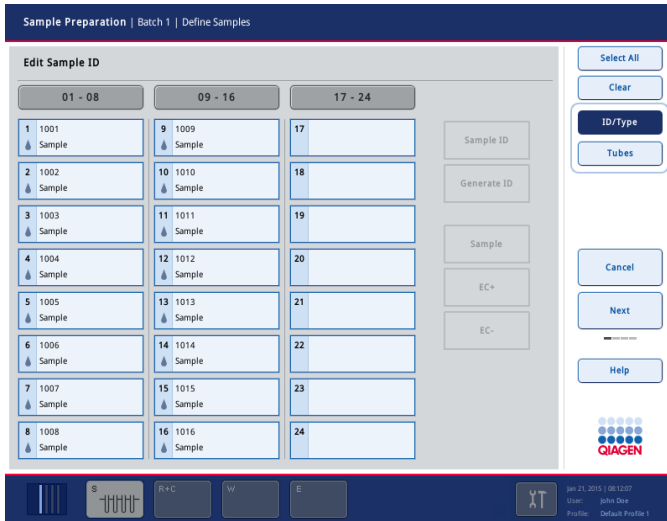 Sample Preparation | Batch 1 | Define Samples
Edit Sample ID
01 - 08
09 - 16
17 - 24
1 1001
Sample
2 1002
Sample
3 1003
Sample
4 1004
Sample
5 1005
Sample
6 1006
Sample
7 1007
Sample
8 1008
Sample
9 1009
Sample
10 1010
Sample
11 1011
Sample
12 1012
Sample
13 1013
Sample
14 1014
Sample
15 1015
Sample
16 1016
Sample
17
18
19
20
21
22
23
24
Sample ID
Generate ID
Sample
EC+
EC-
Select All
Clear
ID/Type
Tubes
Cancel
Next
Help
QIAGEN
S
R+C
W
E
Jan 21, 2015 | 08:12:07
User: John Doe
Profile: Default Profile 1